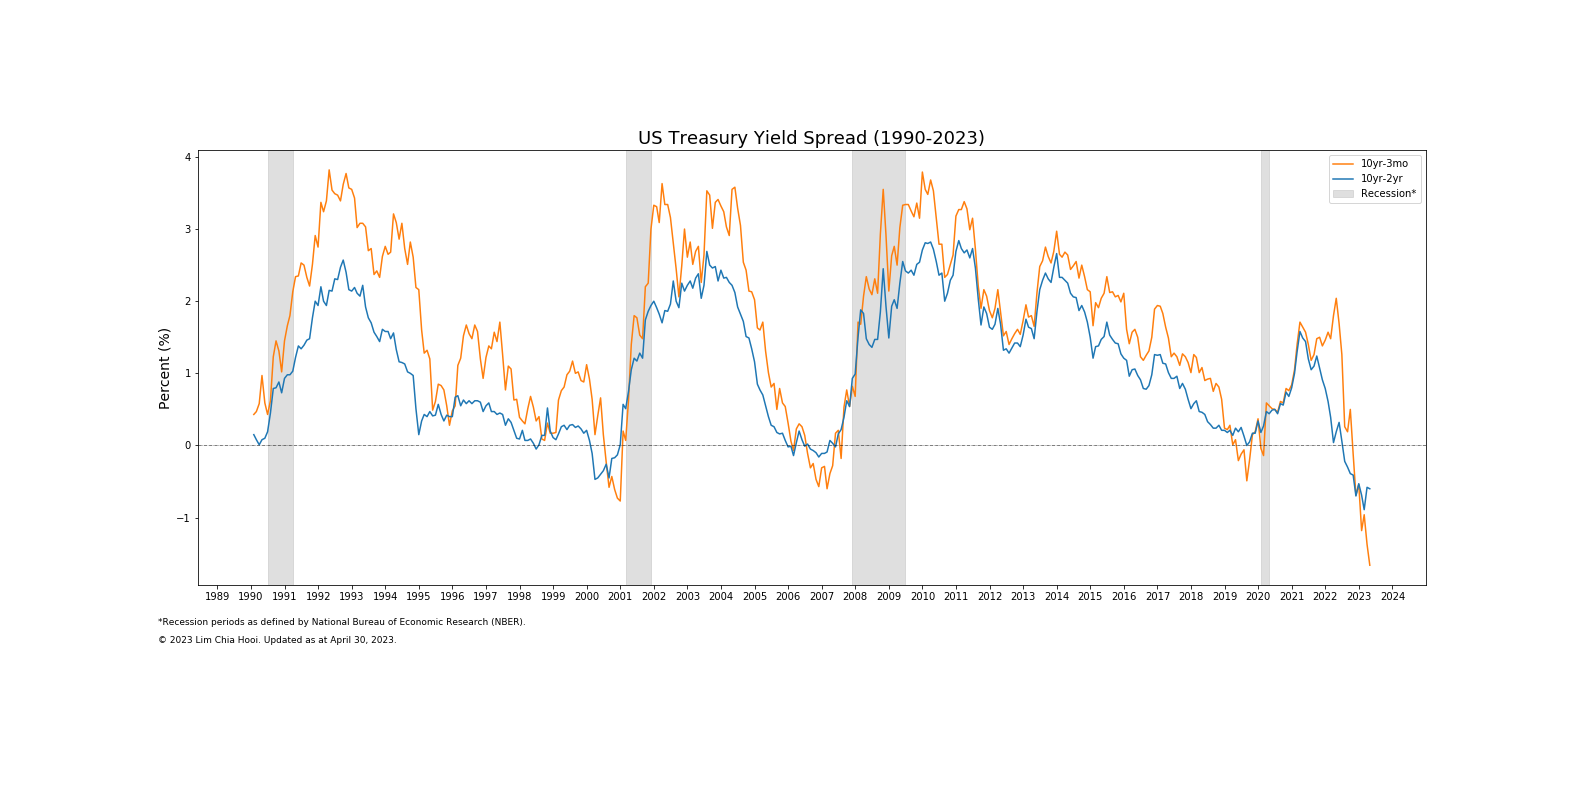 US Treasury Yield Spread (1990-2023)
Percent (%)
4
3
2
1
0
−1
10yr-3mo
10yr-2yr
Recession*
1989 1990 1991 1992 1993 1994 1995 1996 1997 1998 1999 2000 2001 2002 2003 2004 2005 2006 2007 2008 2009 2010 2011 2012 2013 2014 2015 2016 2017 2018 2019 2020 2021 2022 2023 2024
*Recession periods as defined by National Bureau of Economic Research (NBER).
© 2023 Lim Chia Hooi. Updated as at April 30, 2023.